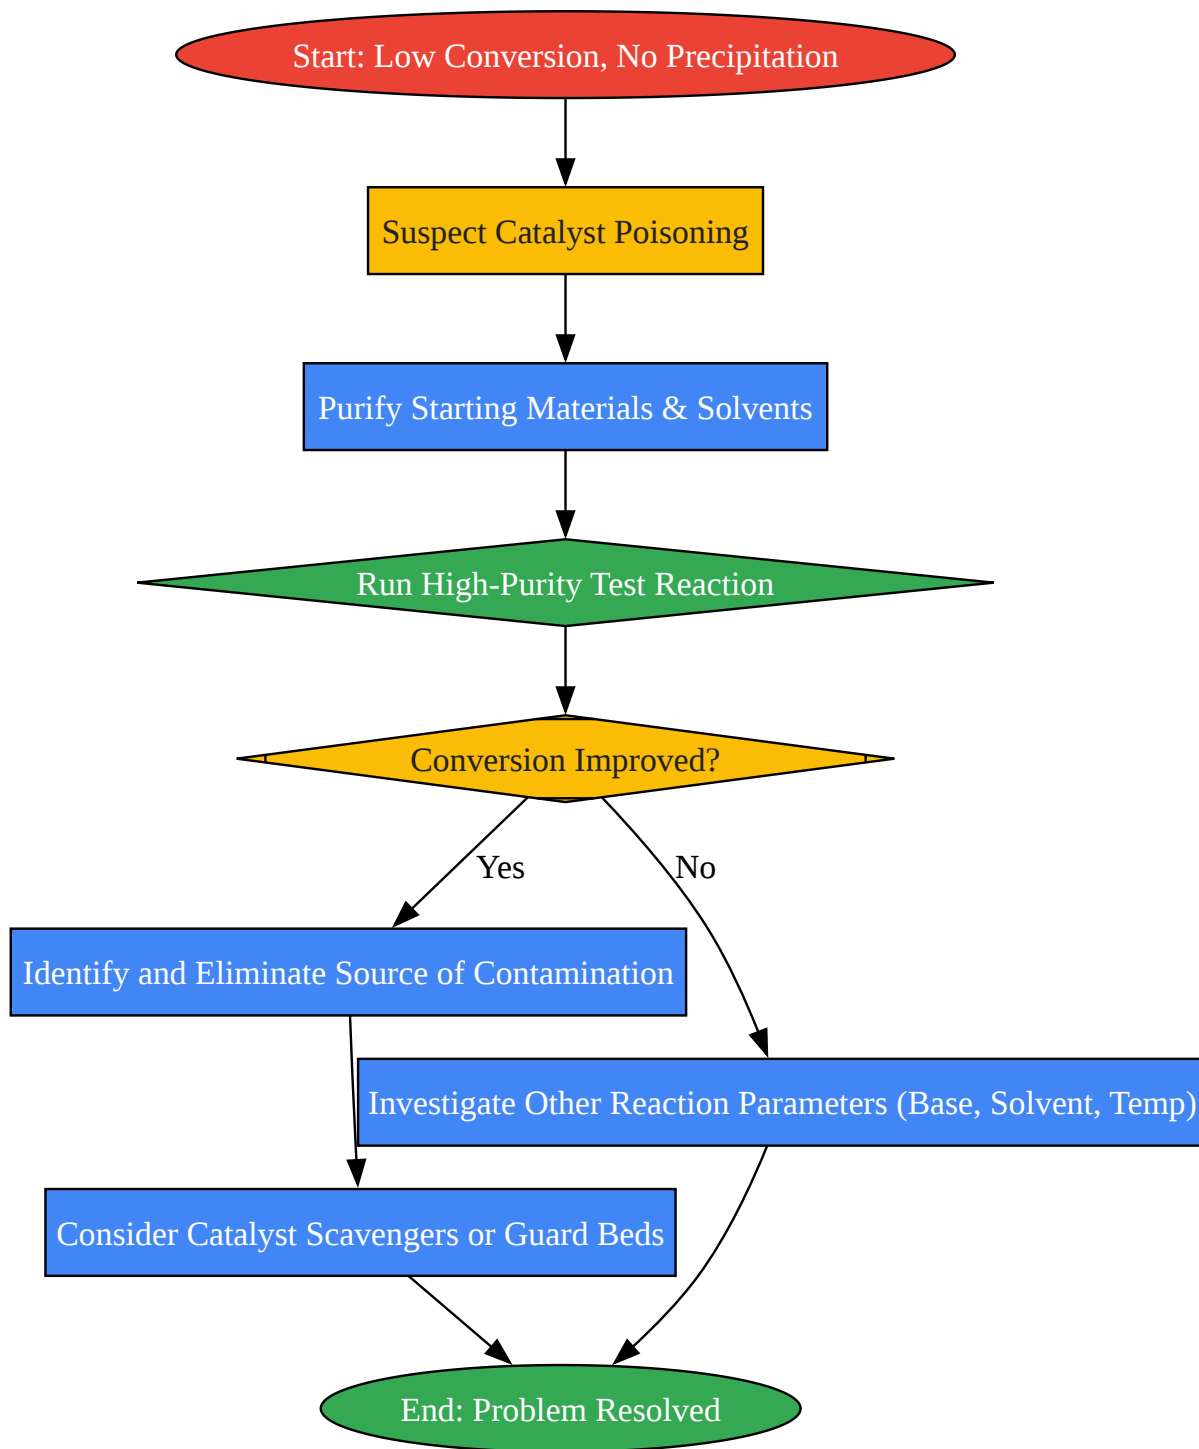 Start: Low Conversion, No Precipitation
Suspect Catalyst Poisoning
Purify Starting Materials & Solvents
Run High-Purity Test Reaction
Conversion Improved?
Yes
No
Identify and Eliminate Source of Contamination
Investigate Other Reaction Parameters (Base, Solvent, Temp)
Consider Catalyst Scavengers or Guard Beds
End: Problem Resolved